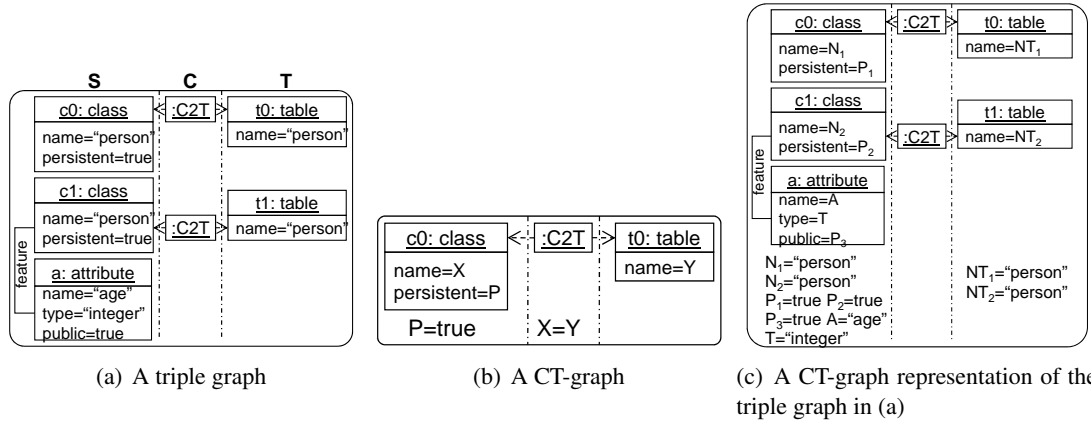 S C T
c0: class
:C2T
t0: table
name=“person”
persistent=true
name=“person”
c1: class
name=“person”
persistent=true
:C2T
t1: table
name=“person”
feature
a: attribute
name=“age”
type=“integer”
public=true
(a) A triple graph
c0: class
:C2T
t0: table
name=X
persistent=P
name=Y
P=true
X=Y
(b) A CT-graph
c0: class
:C2T
t0: table
name=N₁
persistent=P₁
name=NT₁
c1: class
name=N₂
persistent=P₂
:C2T
t1: table
name=NT₂
feature
a: attribute
name=A
type=T
public=P₃
N₁=“person”
N₂=“person”
P₁=true P₂=true
P₃=true A=“age”
T=“integer”
NT₁=“person”
NT₂=“person”
(c) A CT-graph representation of the
triple graph in (a)